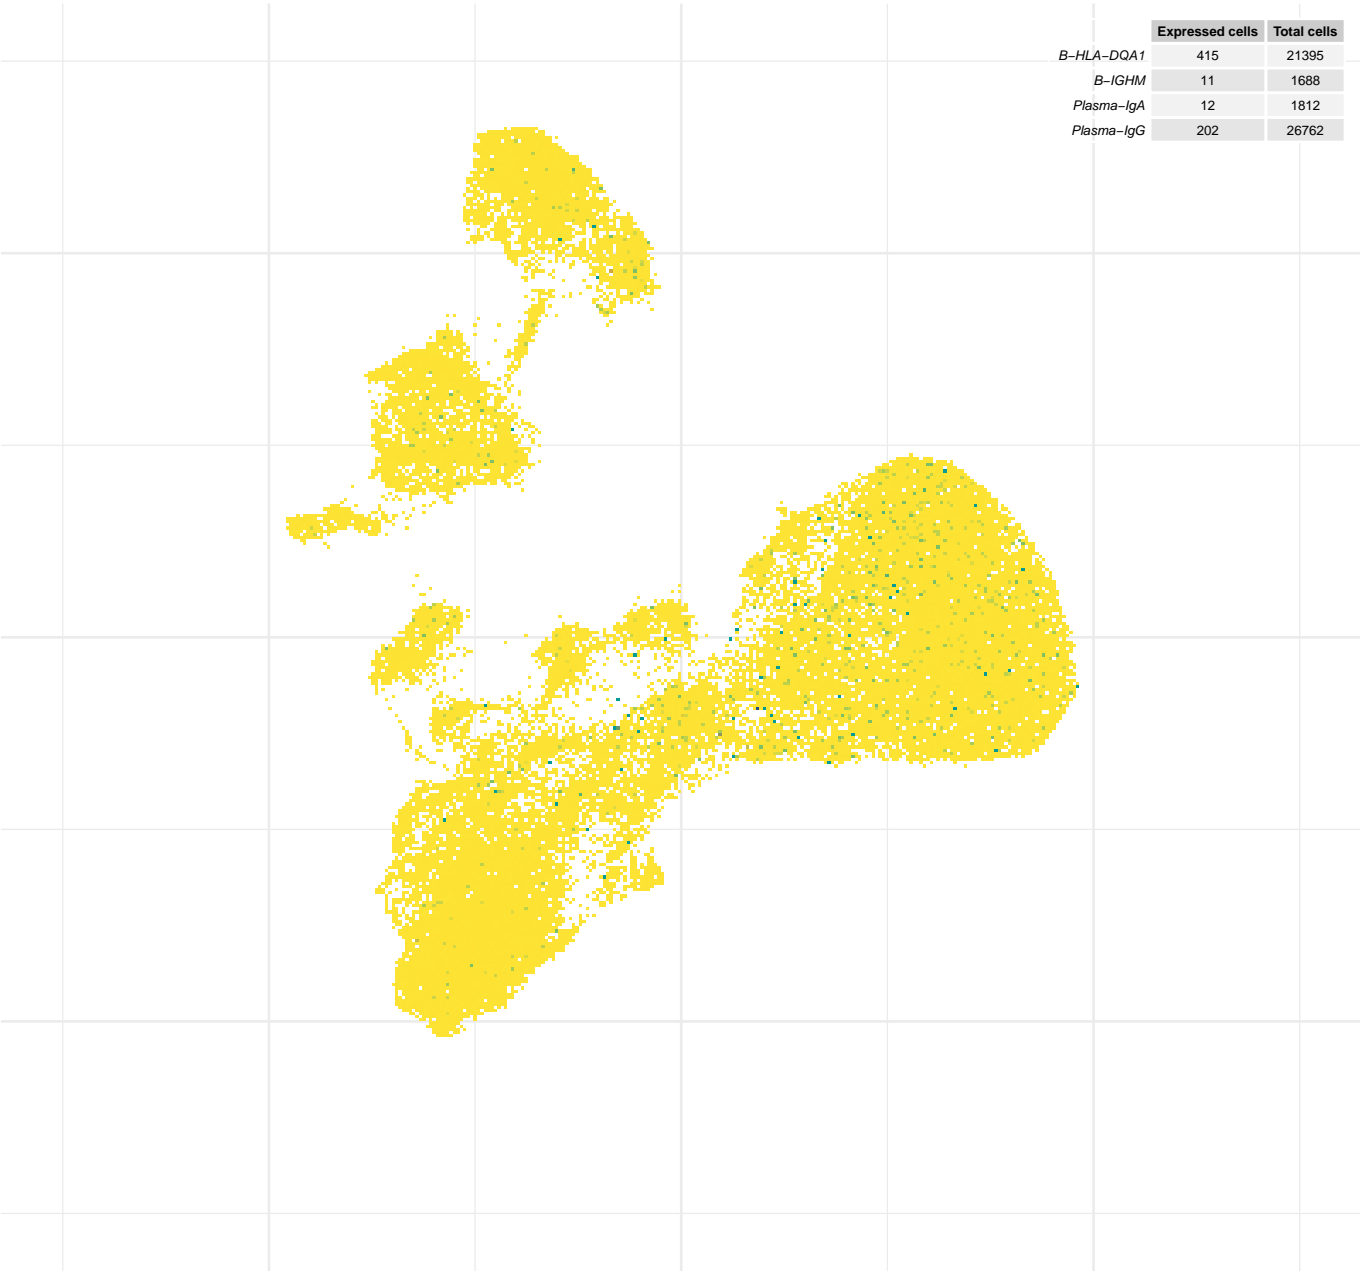 Expressed cells Total cells
B−HLA−DQA1 415 21395
B−IGHM 11 1688
Plasma−IgA 12 1812
Plasma−IgG 202 26762